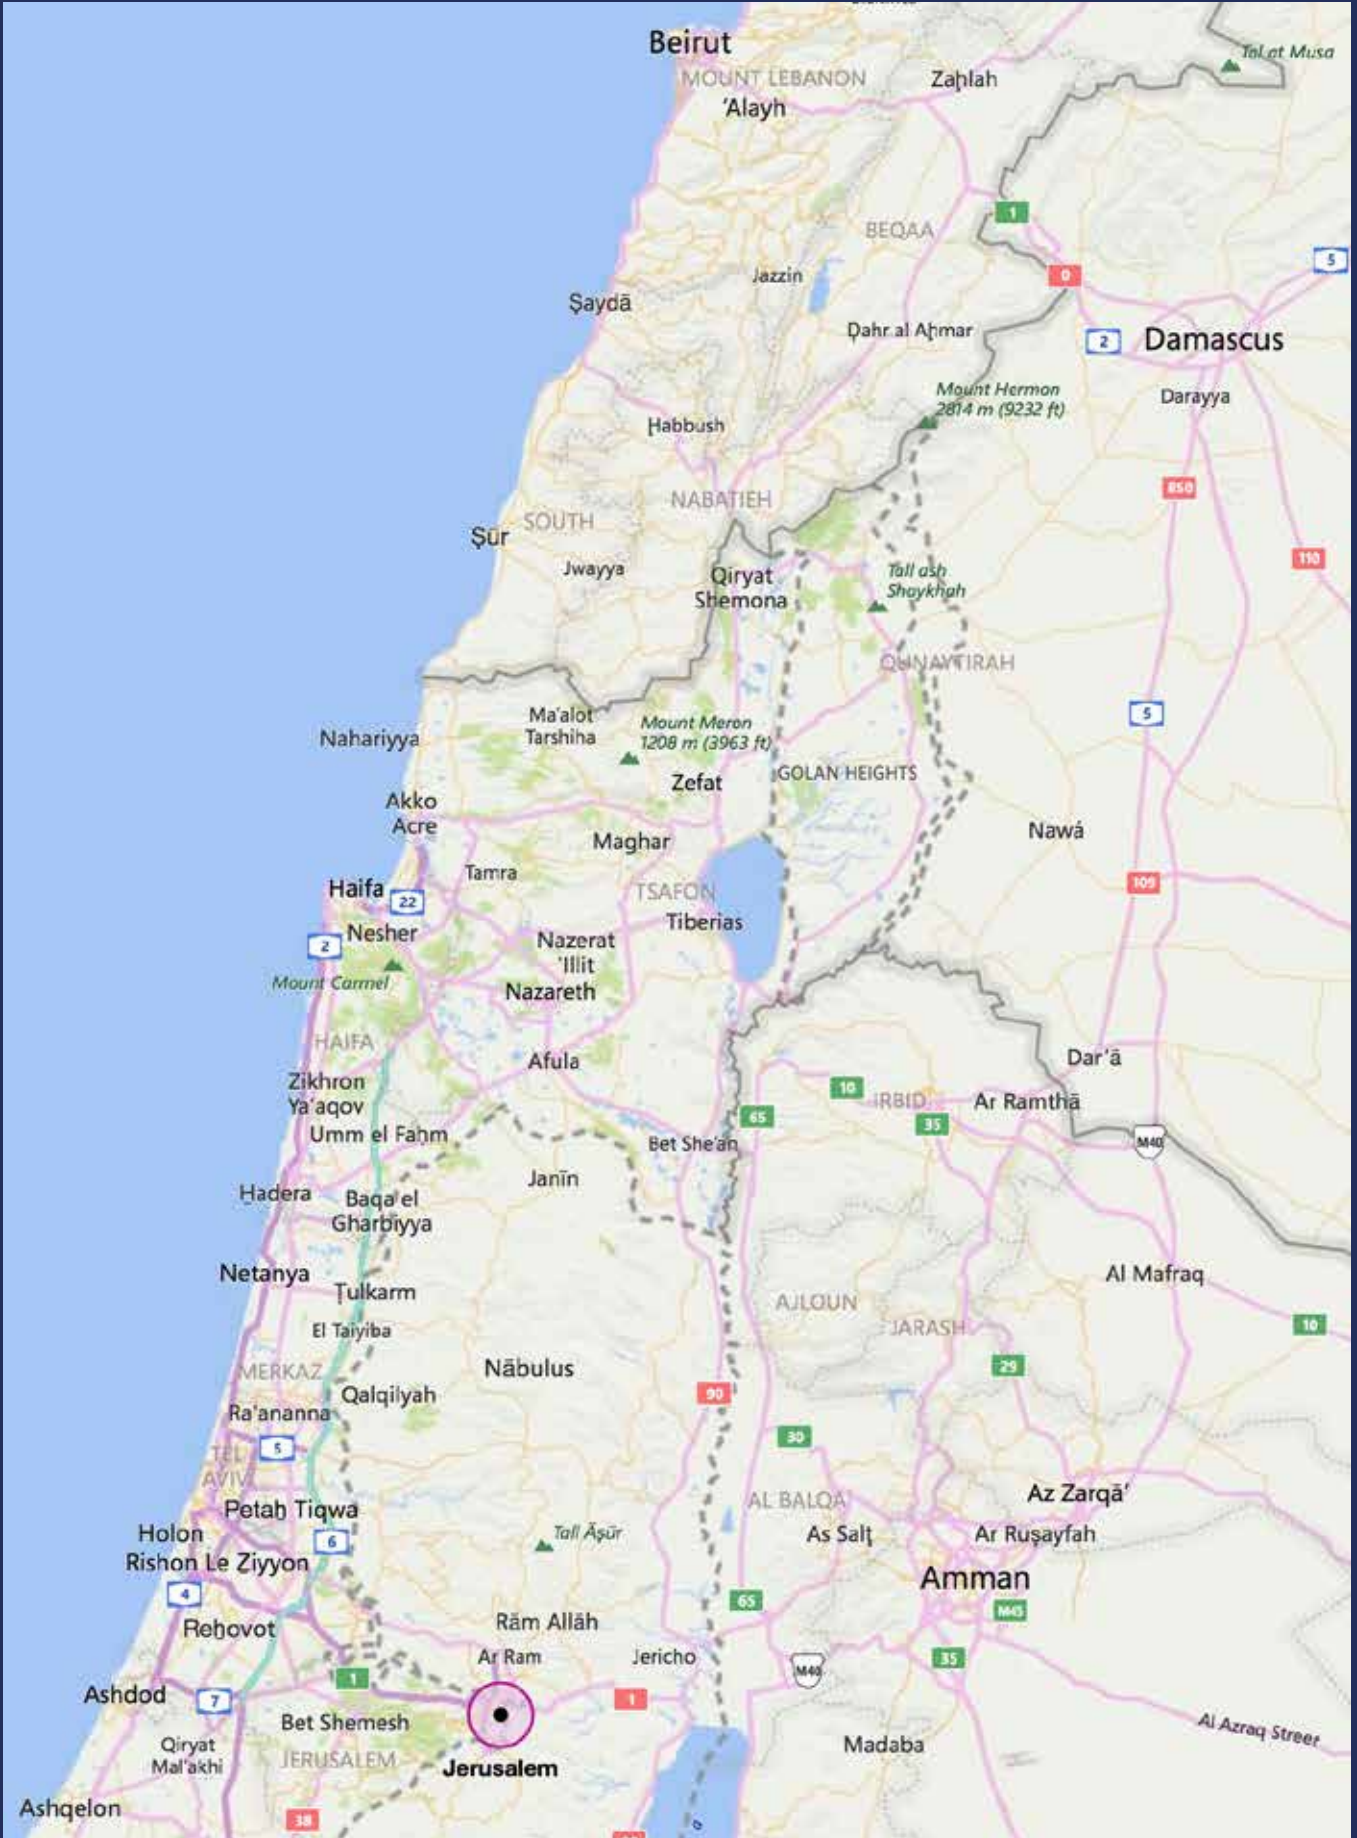 Beirut
MOUNT LEBANON
Zaḩlah
'Alayh
Tal at Musa
1
BEQAA
0
5
Jazzin
Şaydā
Ḍahr al Aḩmar
2
Damascus
Mount Hermon
2814 m (9232 ft)
Darayya
Ḩabbush
850
NABATIEH
SOUTH
Şūr
110
Jwayya
Qiryat
Shemona
Tall ash
Shaykhah
QUNAYTIRAH
5
Ma'alot
Tarshiha
Mount Meron
1208 m (3963 ft)
Nahariyya
Zefat
GOLAN HEIGHTS
Akko
Acre
Maghar
Nawá
Tamra
109
Haifa
22
TSAFON
Tiberias
2
Nesher
Nazerat
'Illit
Mount Carmel
Nazareth
HAIFA
Afula
Dar'ā
Zikhron
Ya'aqov
10
IRBID
Ar Ramthā
65
35
Umm el Faḥm
Bet She'an
M40
Janīn
Ḥadera
Baqa el
Gharbiyya
Netanya
Al Mafraq
Ţulkarm
AJLOUN
El Taiyiba
JARASH
10
MERKAZ
Nābulus
29
Qalqilyah
90
Ra'ananna
5
30
TEL
AVIV
Petaḥ Tiqwa
AL BALQA
Az Zarqā'
Holon
6
Tall Āşūr
As Salţ
Ar Ruşayfah
Rishon Le Ziyyon
Amman
4
65
M45
Reḥovot
Rām Allāh
Ar Ram
Jericho
M40
35
1
Ashdod
7
1
Bet Shemesh
Al Azraq Street
Qiryat
Mal'akhi
JERUSALEM
Jerusalem
Madaba
Ashqelon
38